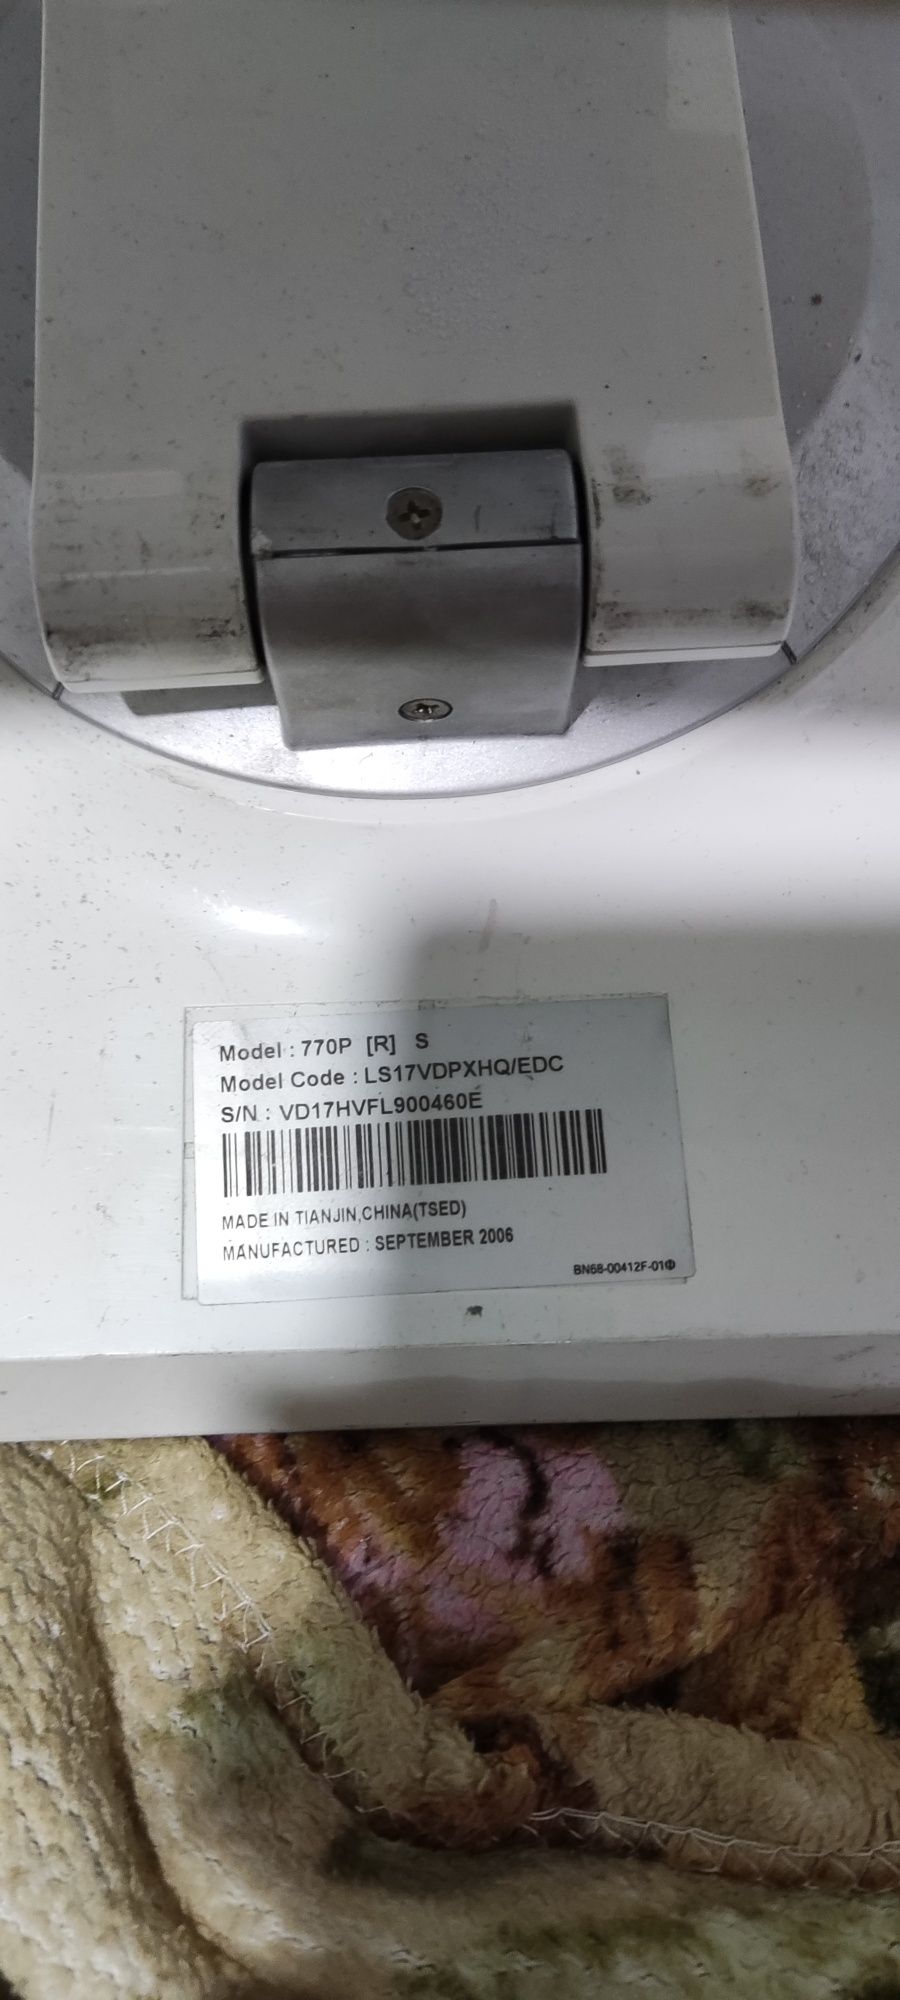 Model : 770P [R] S
Model Code : LS17VDPXHQ/EDC
S/N : VD17HVFL900460E
MADE IN TIANJIN,CHINA(TSED)
MANUFACTURED : SEPTEMBER 2006
BN68-00412F-01